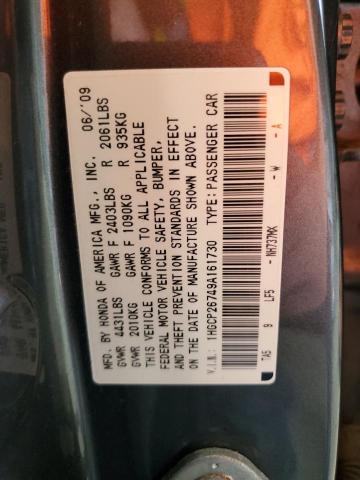 MFD. BY HONDA OF AMERICA MFG., INC. 06/'09
GVWR 4431LBS GAWR F 2403LBS R 2061LBS
GVWR 2010KG GAWR F 1090KG R 935KG
THIS VEHICLE CONFORMS TO ALL APPLICABLE
FEDERAL MOTOR VEHICLE SAFETY, BUMPER,
AND THEFT PREVENTION STANDARDS IN EFFECT
ON THE DATE OF MANUFACTURE SHOWN ABOVE.
V.I.N.: 1HGCP26749A161730 TYPE:PASSENGER CAR
TA5 9 LF5 - NH737MX - W - A